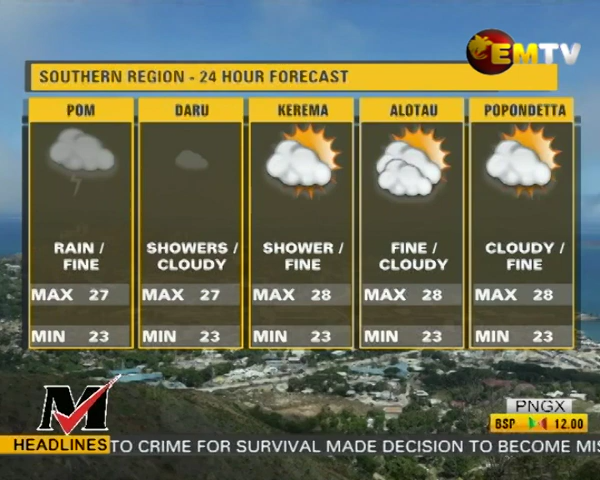 EMTV
SOUTHERN REGION - 24 HOUR FORECAST
POM DARU KEREMA ALOTAU POPONDETTA
RAIN / FINE SHOWERS / CLOUDY SHOWER / FINE FINE / CLOUDY CLOUDY / FINE
MAX 27 MAX 27 MAX 28 MAX 28 MAX 28
MIN 23 MIN 23 MIN 23 MIN 23 MIN 23
M
PNGX
BSP 12.00
HEADLINES TO CRIME FOR SURVIVAL MADE DECISION TO BECOME MIS